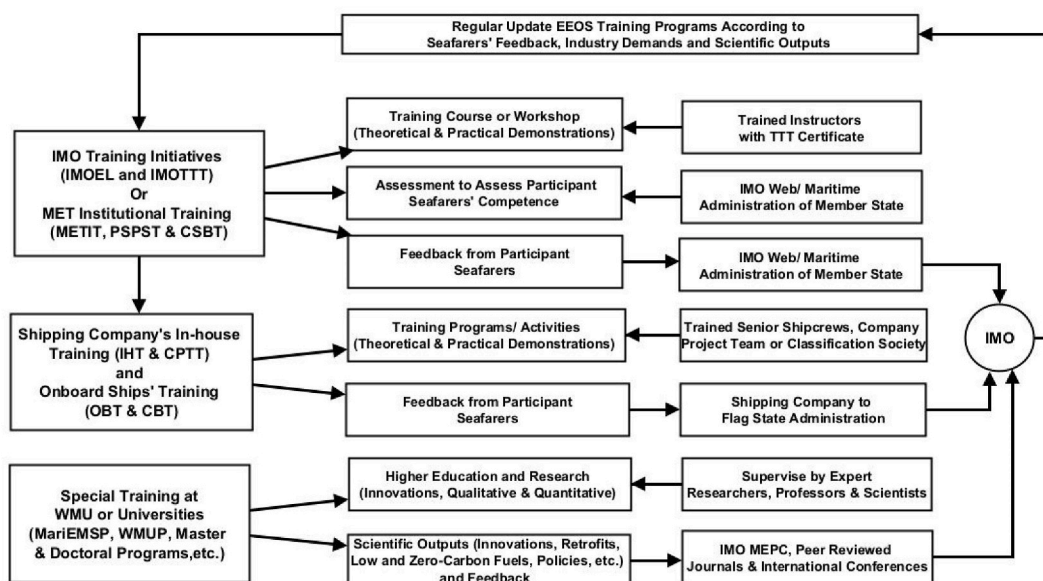 Regular Update EEOS Training Programs According to
Seafarers' Feedback, Industry Demands and Scientific Outputs
IMO Training Initiatives
(IMOEL and IMOTTT)
Or
MET Institutional Training
(METIT, PSPST & CSBT)
Training Course or Workshop
(Theoretical & Practical Demonstrations)
Trained Instructors
with TTT Certificate
Assessment to Assess Participant
Seafarers' Competence
IMO Web/ Maritime
Administration of Member State
Feedback from Participant
Seafarers
IMO Web/ Maritime
Administration of Member State
IMO
Shipping Company's In-house
Training (IHT & CPTT)
and
Onboard Ships' Training
(OBT & CBT)
Training Programs/ Activities
(Theoretical & Practical Demonstrations)
Trained Senior Shipcrews, Company
Project Team or Classification Society
Feedback from Participant
Seafarers
Shipping Company to
Flag State Administration
Special Training at
WMU or Universities
(MariEMSP, WMUP, Master
& Doctoral Programs,etc.)
Higher Education and Research
(Innovations, Qualitative & Quantitative)
Supervise by Expert
Researchers, Professors & Scientists
Scientific Outputs (Innovations, Retrofits,
Low and Zero-Carbon Fuels, Policies, etc.)
and Feedback
IMO MEPC, Peer Reviewed
Journals & International Conferences